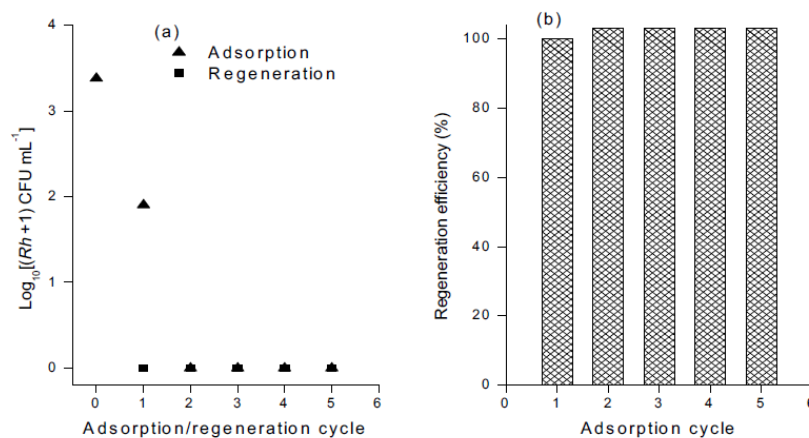 (a)
Adsorption
Regeneration
4
3
2
1
0
Log10[(Rh+1) CFU mL-1]
0 1 2 3 4 5 6
Adsorption/regeneration cycle
(b)
100
80
60
40
20
0
Regeneration efficiency (%)
0 1 2 3 4 5 6
Adsorption cycle